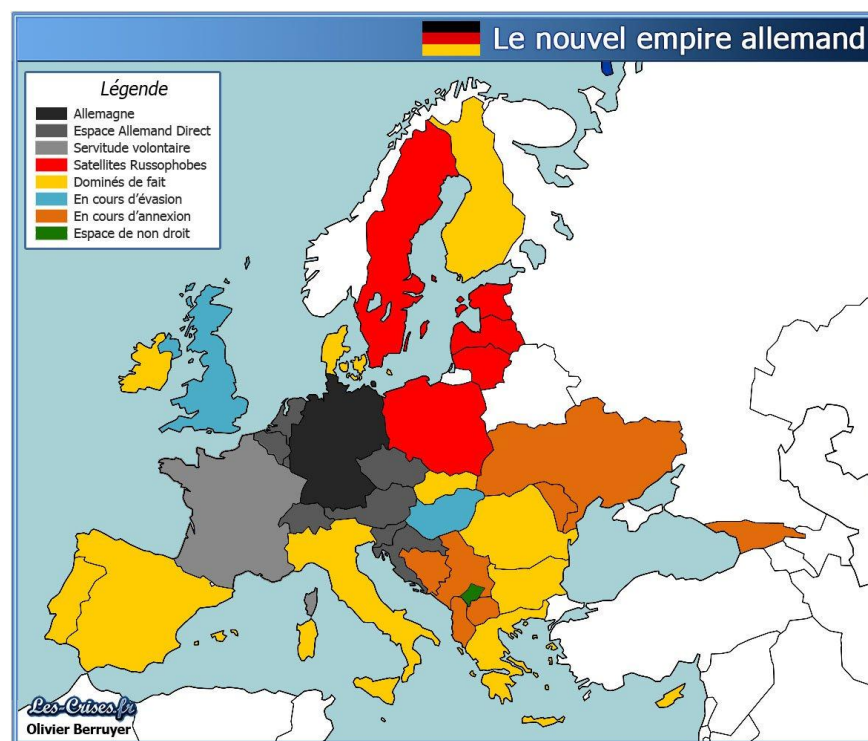 Le nouvel empire allemand
Légende
Allemagne
Espace Allemand Direct
Servitude volontaire
Satellites Russophobes
Dominés de fait
En cours d'évasion
En cours d'annexion
Espace de non droit
Les-Crises.fr
Olivier Berruyer